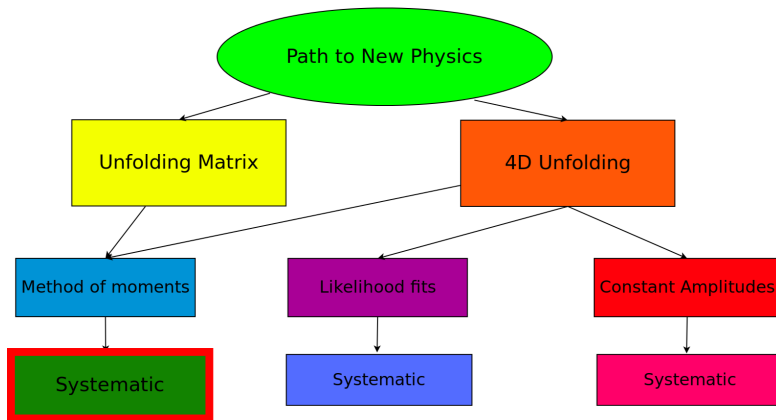 Path to New Physics
Unfolding Matrix
4D Unfolding
Method of moments
Likelihood fits
Constant Amplitudes
Systematic
Systematic
Systematic